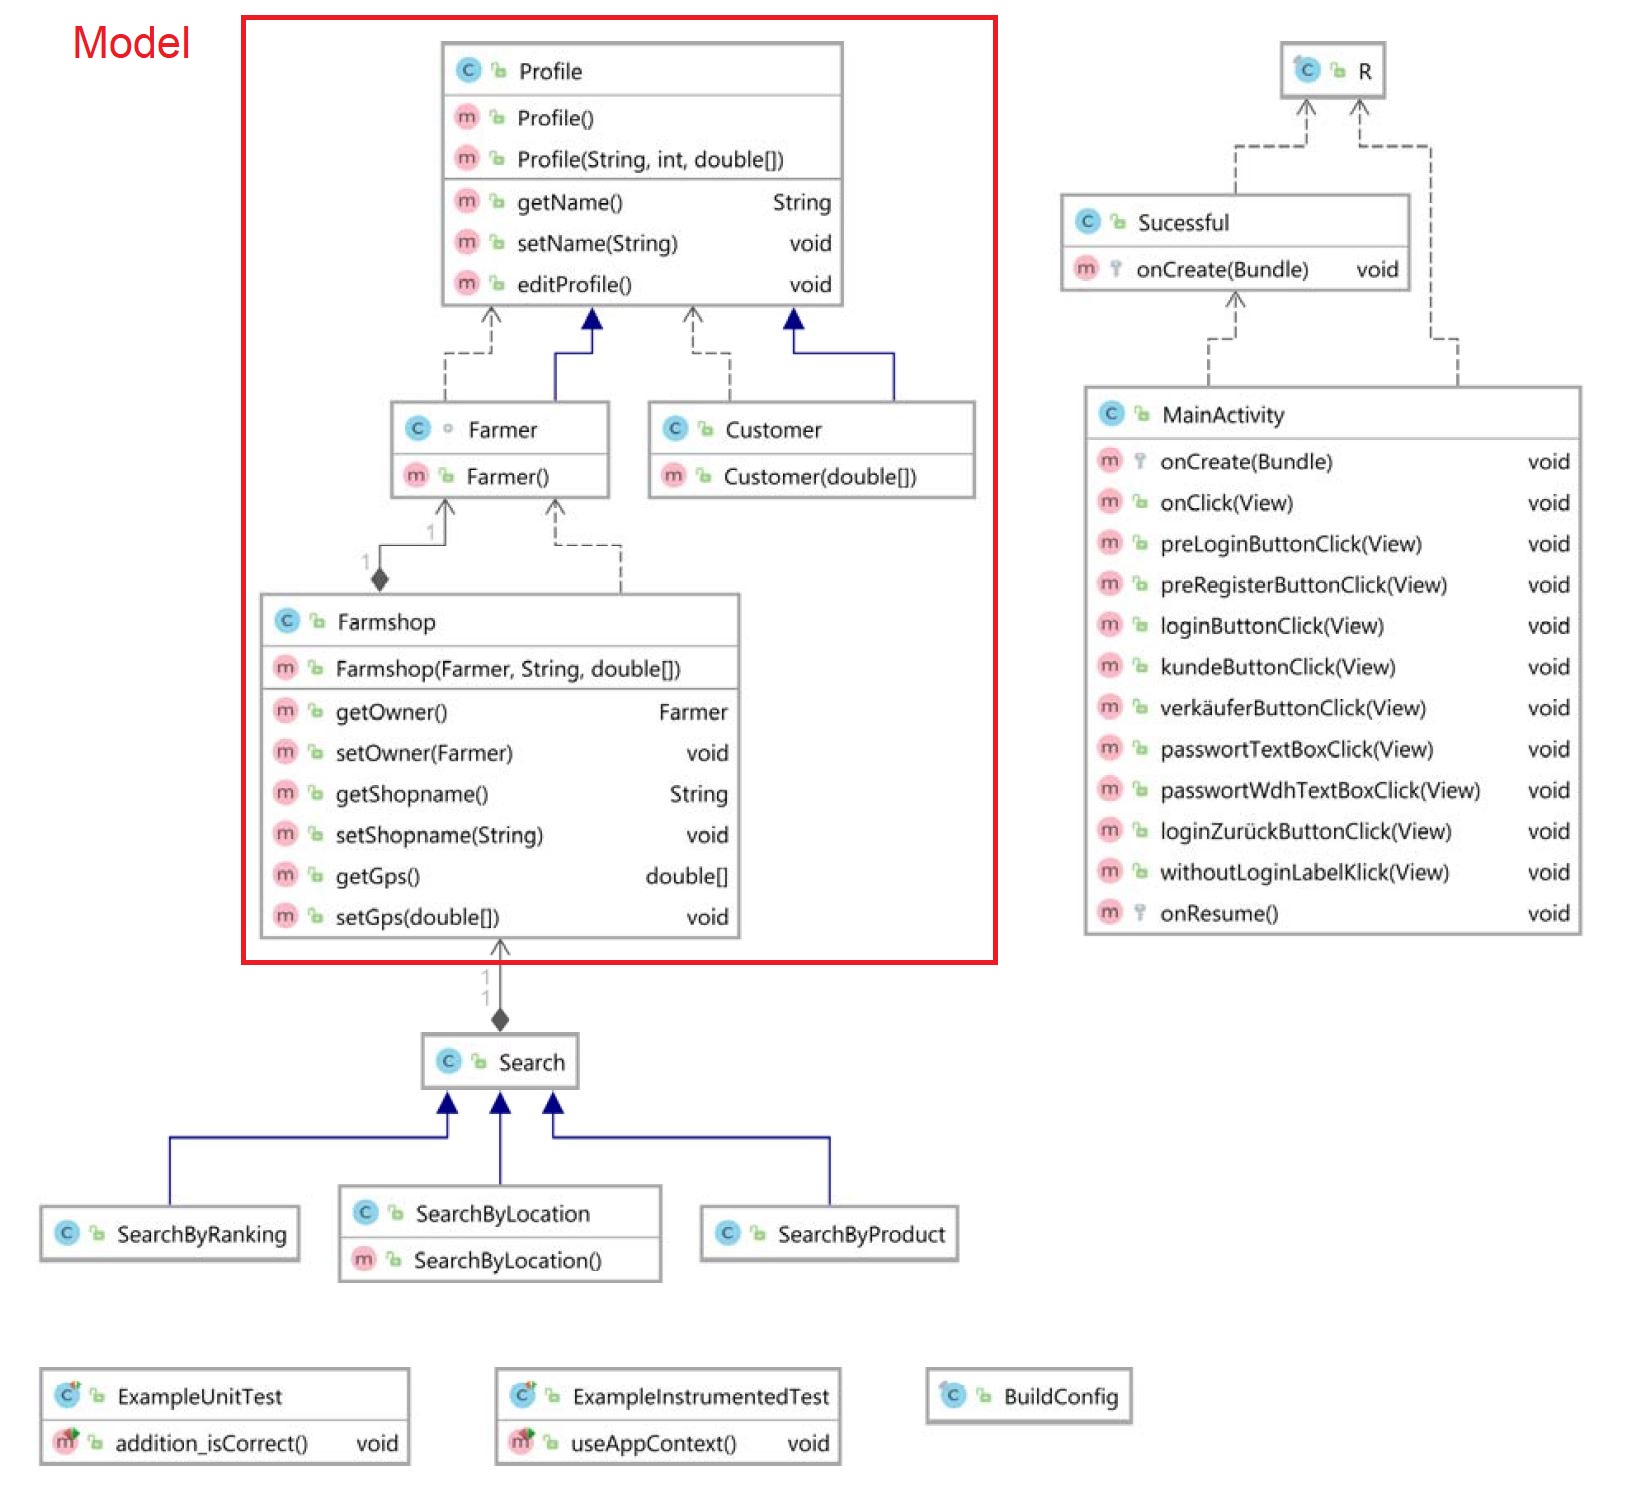 Model
Profile
Profile()
Profile(String, int, double[])
getName() String
setName(String) void
editProfile() void
Farmer
Farmer()
Customer
Customer(double[])
1
1
Farmshop
Farmshop(Farmer, String, double[])
getOwner() Farmer
setOwner(Farmer) void
getShopname() String
setShopname(String) void
getGps() double[]
setGps(double[]) void
1
1
Search
SearchByRanking
SearchByLocation
SearchByLocation()
SearchByProduct
R
Sucessful
onCreate(Bundle) void
MainActivity
onCreate(Bundle) void
onClick(View) void
preLoginButtonClick(View) void
preRegisterButtonClick(View) void
loginButtonClick(View) void
kundeButtonClick(View) void
verkäuferButtonClick(View) void
passwortTextBoxClick(View) void
passwortWdhTextBoxClick(View) void
loginZurückButtonClick(View) void
withoutLoginLabelKlick(View) void
onResume() void
ExampleUnitTest
addition_isCorrect() void
ExampleInstrumentedTest
useAppContext() void
BuildConfig